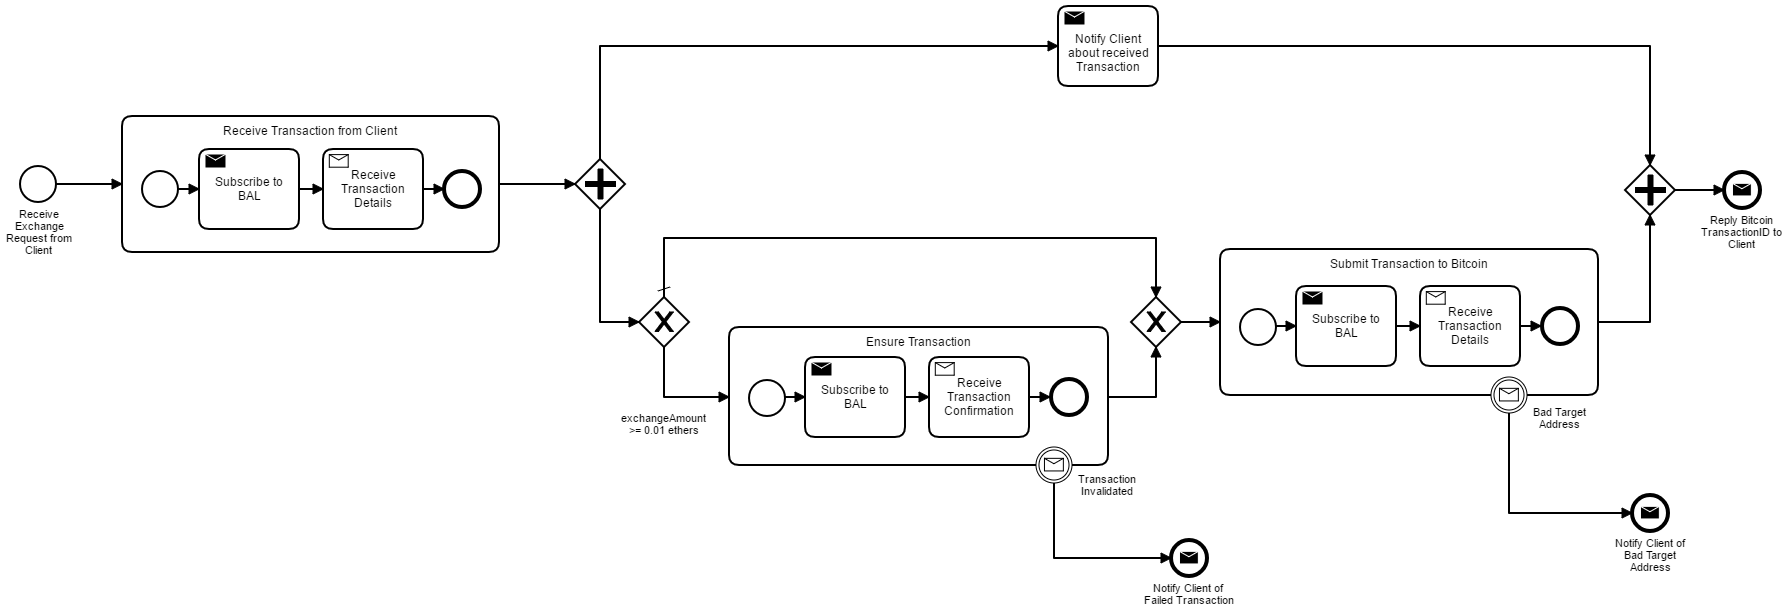 Notify Client
about received
Transaction
Receive Transaction from Client
Subscribe to
BAL
Receive
Transaction
Details
Receive
Exchange
Request from
Client
Reply Bitcoin
TransactionID to
Client
X
X
exchangeAmount
>= 0.01 ethers
Ensure Transaction
Subscribe to
BAL
Receive
Transaction
Confirmation
Transaction
Invalidated
Notify Client of
Failed Transaction
Submit Transaction to Bitcoin
Subscribe to
BAL
Receive
Transaction
Details
Bad Target
Address
Notify Client of
Bad Target
Address